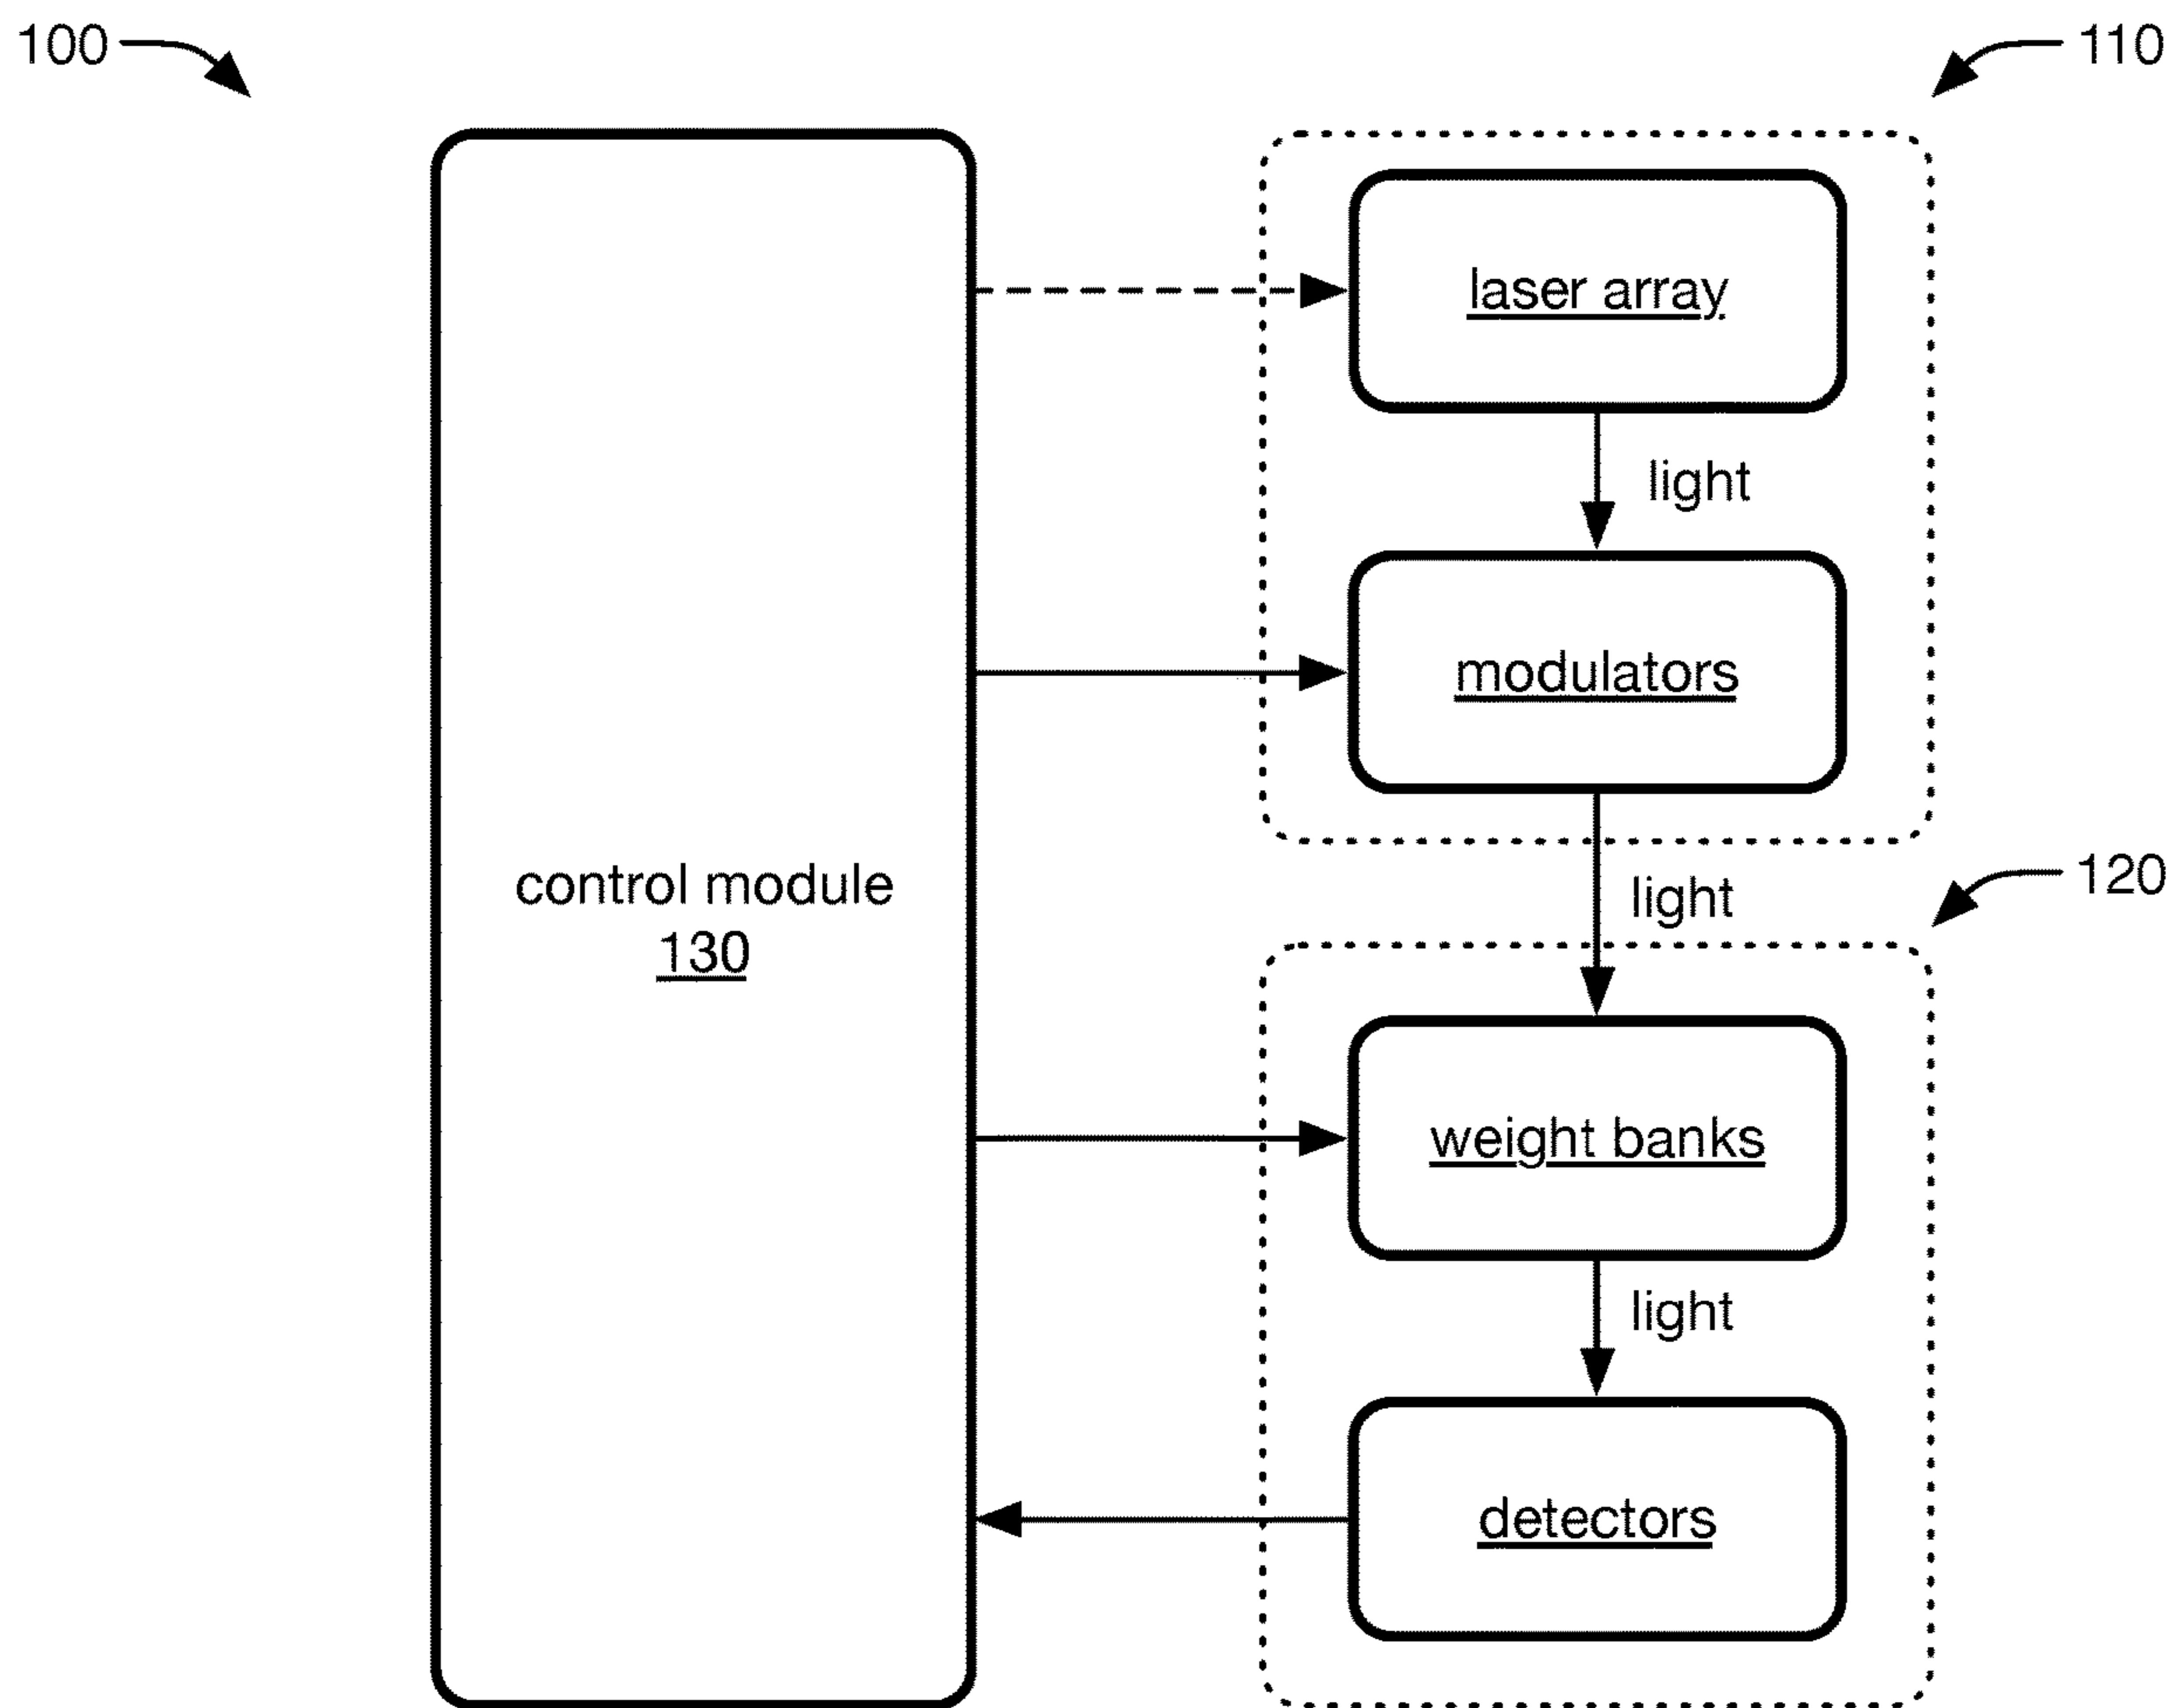 100
110
laser array
light
modulators
control module
130
light
120
weight banks
light
detectors